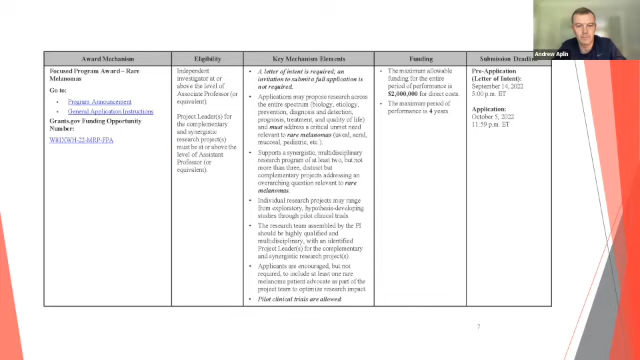 Andrew Aplin
Award Mechanism
Eligibility
Key Mechanism Elements
Funding
Submission Deadline
Focused Program Award – Rare
Melanomas
Go to:
• Program Announcement
• General Application Instructions
Grants.gov Funding Opportunity
Number:
W81XWH-22-MRP-FPA
Independent
investigator at or
above the level of
Associate Professor (or
equivalent).
Project Leader(s) for
the complementary
and synergistic
research project(s)
must be at or above the
level of Assistant
Professor (or
equivalent).
• A letter of intent is required; an
invitation to submit a full application is
not required.
• Applications may propose research across
the entire spectrum (biology, etiology,
prevention, diagnosis and detection,
prognosis, treatment, and quality of life)
and must address a critical unmet need
relevant to rare melanomas (uveal, acral,
mucosal, pediatric, etc.).
• Supports a synergistic, multidisciplinary
research program of at least two, but not
more than three, distinct but
complementary projects addressing an
overarching question relevant to rare
melanomas.
• Individual research projects may range
from exploratory, hypothesis-developing
studies through pilot clinical trials.
• The research team assembled by the PI
should be highly qualified and
multidisciplinary, with an identified
Project Leader(s) for the complementary
and synergistic research project(s).
• Applicants are encouraged, but not
required, to include at least one rare
melanoma patient advocate as part of the
project team to optimize research impact.
• Pilot clinical trials are allowed.
• The maximum allowable
funding for the entire
period of performance is
$2,000,000 for direct costs.
• The maximum period of
performance is 4 years.
Pre-Application
(Letter of Intent):
September 14, 2022
5:00 p.m. ET
Application:
October 5, 2022
11:59 p.m. ET
7